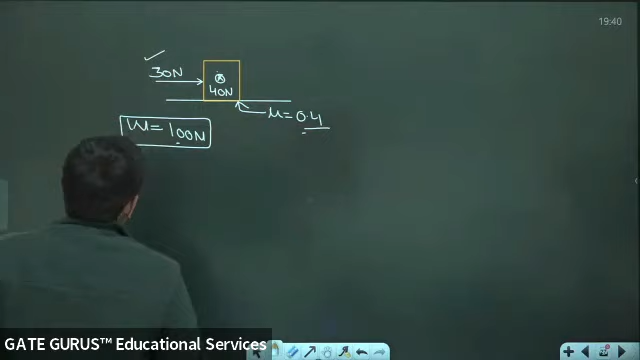 19:40
30N
40N
μ = 0.4
W = 100N
GATE GURUS™ Educational Services